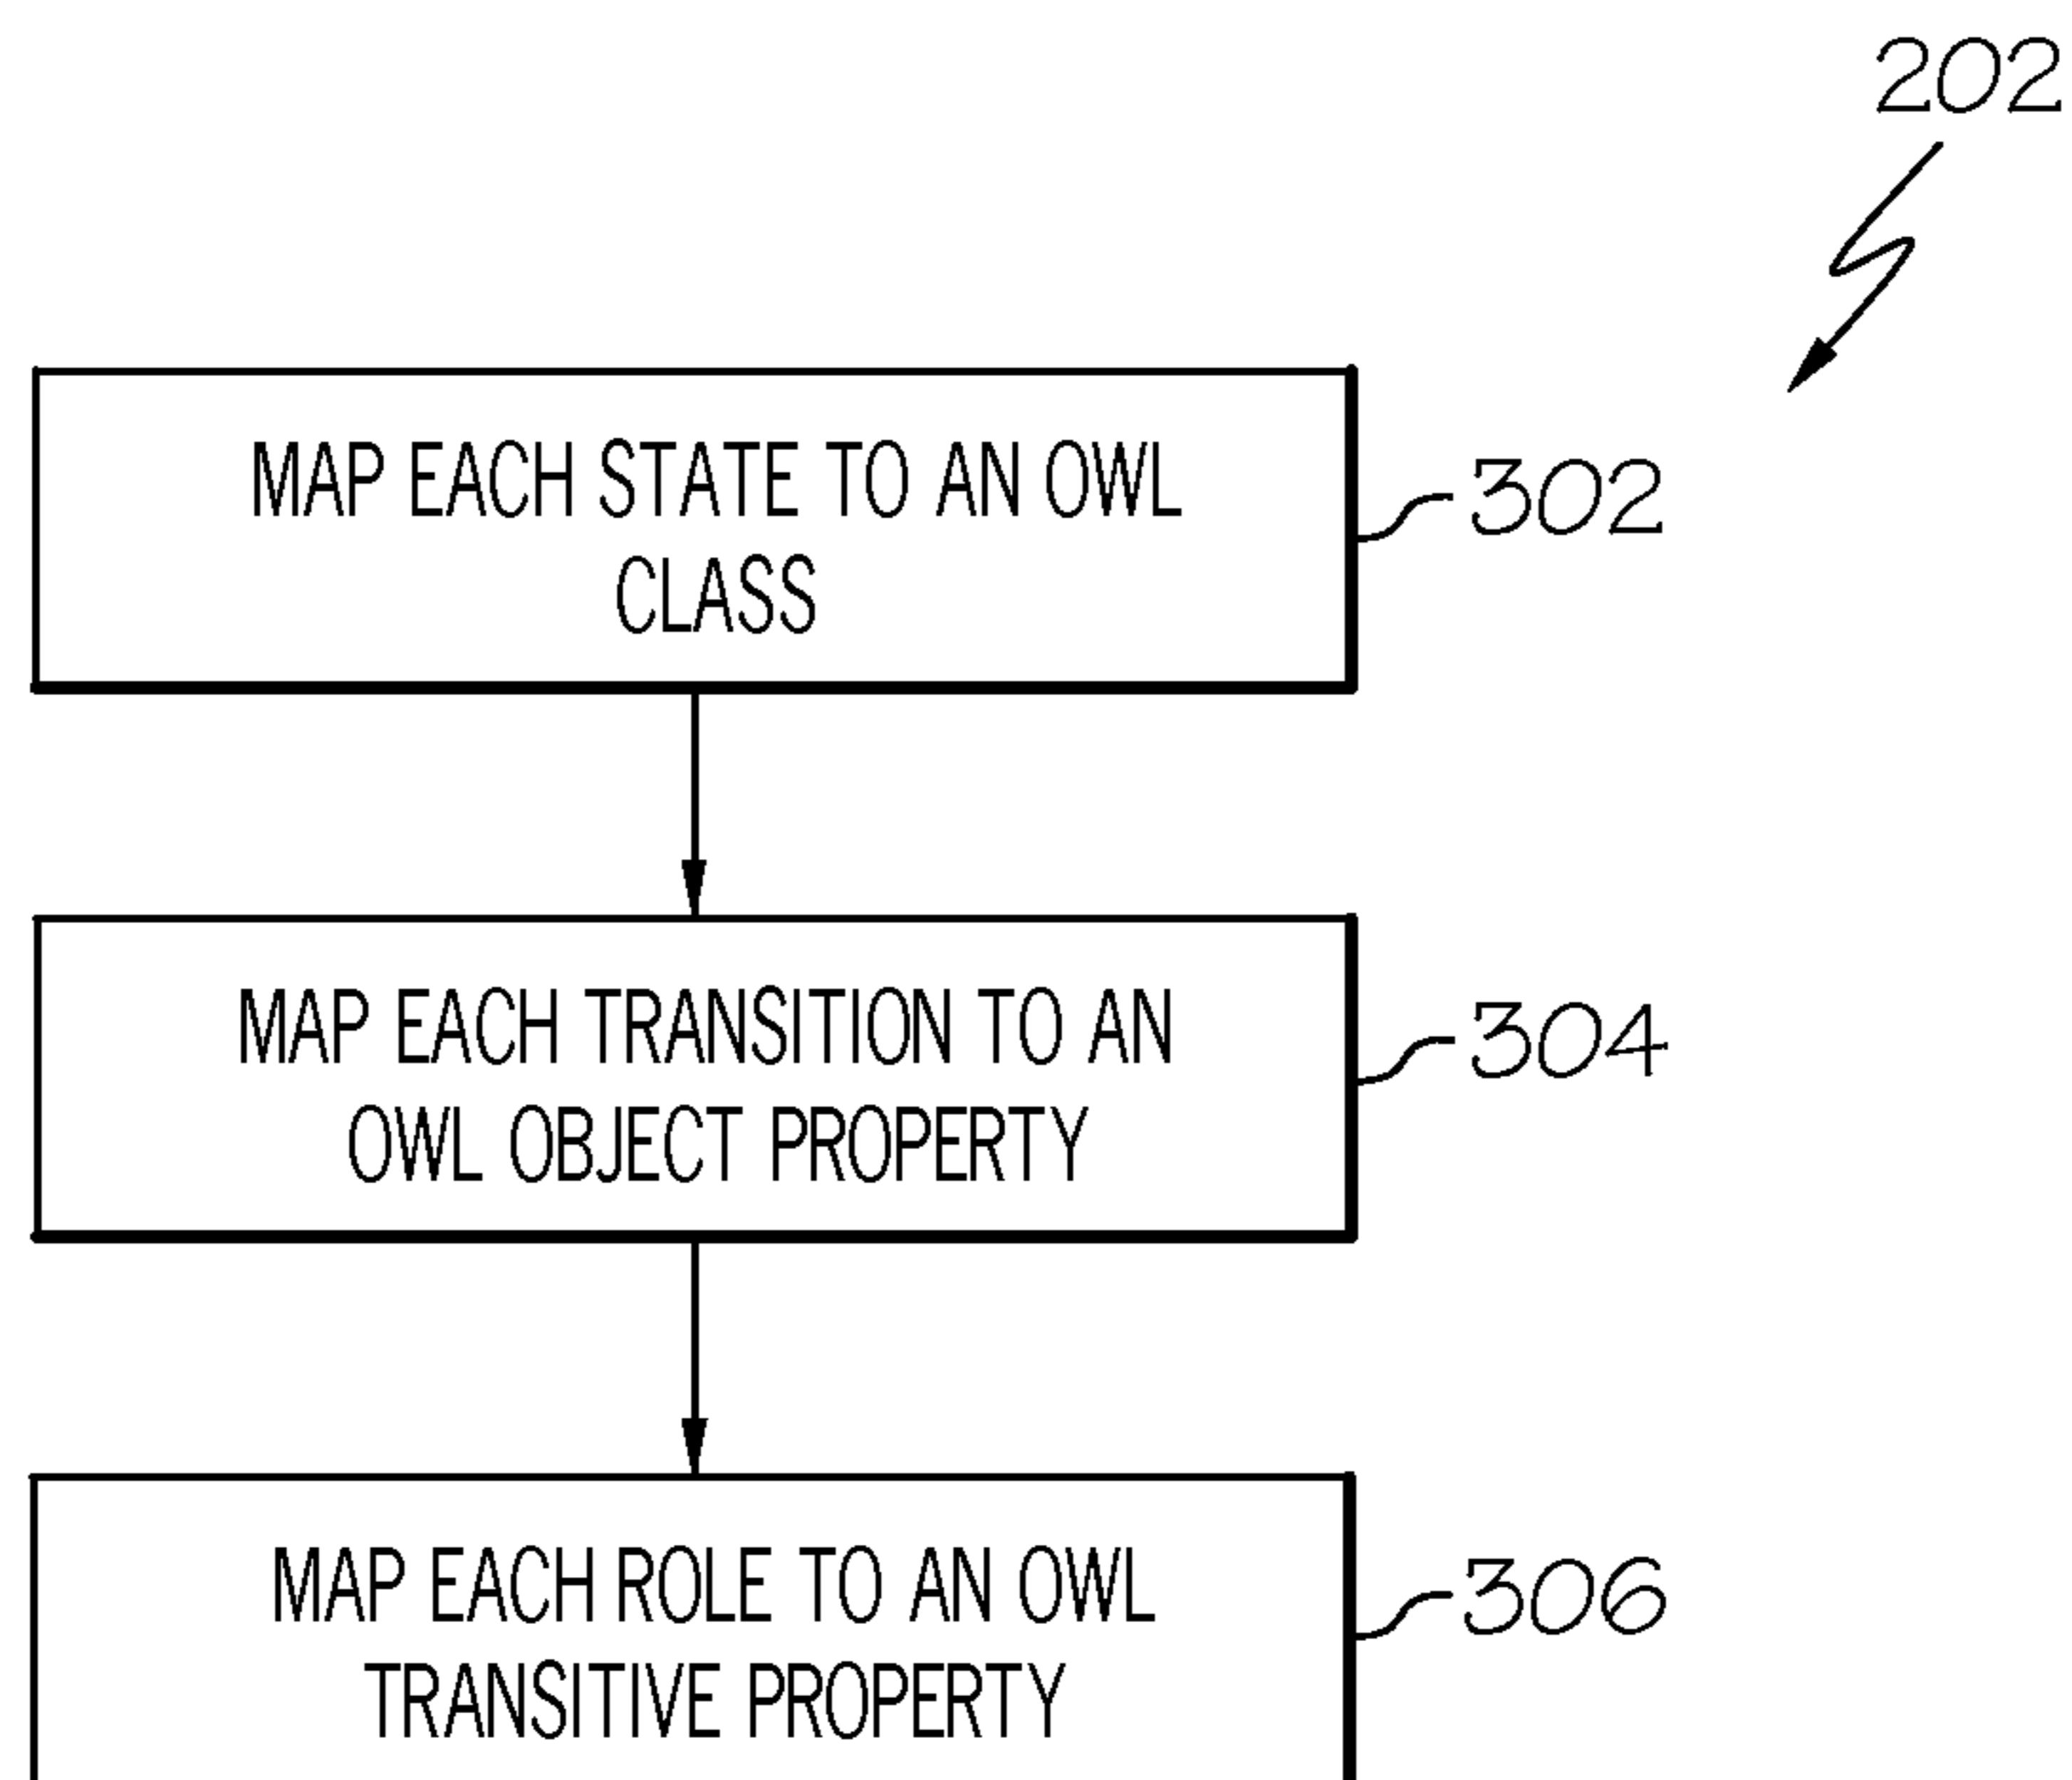 202
MAP EACH STATE TO AN OWL
CLASS
302
MAP EACH TRANSITION TO AN
OWL OBJECT PROPERTY
304
MAP EACH ROLE TO AN OWL
TRANSITIVE PROPERTY
306